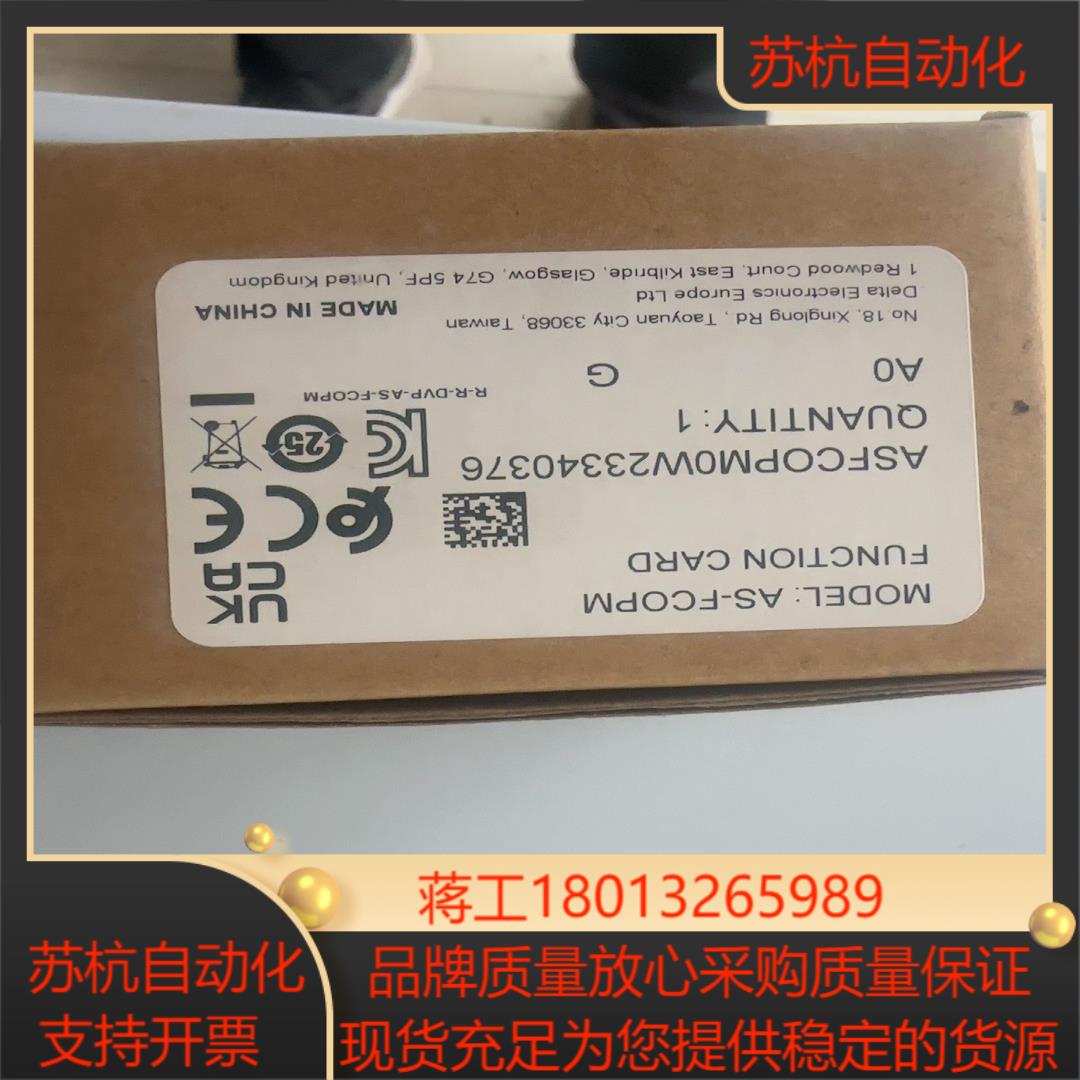 苏杭自动化
MODEL: AS-FCOPM
FUNCTION CARD
ASFCOPM0W23340376
QUANTITY: 1
A0 G
No.18, Xinglong Rd., Taoyuan City 33068, Taiwan
Delta Electronics Europe Ltd
1 Redwood Court, East Kilbride, Glasgow, G74 5PF, United Kingdom
MADE IN CHINA
UK
CA
CE
25
R-R-DVP-AS-FCOPM
蒋工18013265989
苏杭自动化
支持开票
品牌质量放心采购质量保证
现货充足为您提供稳定的货源